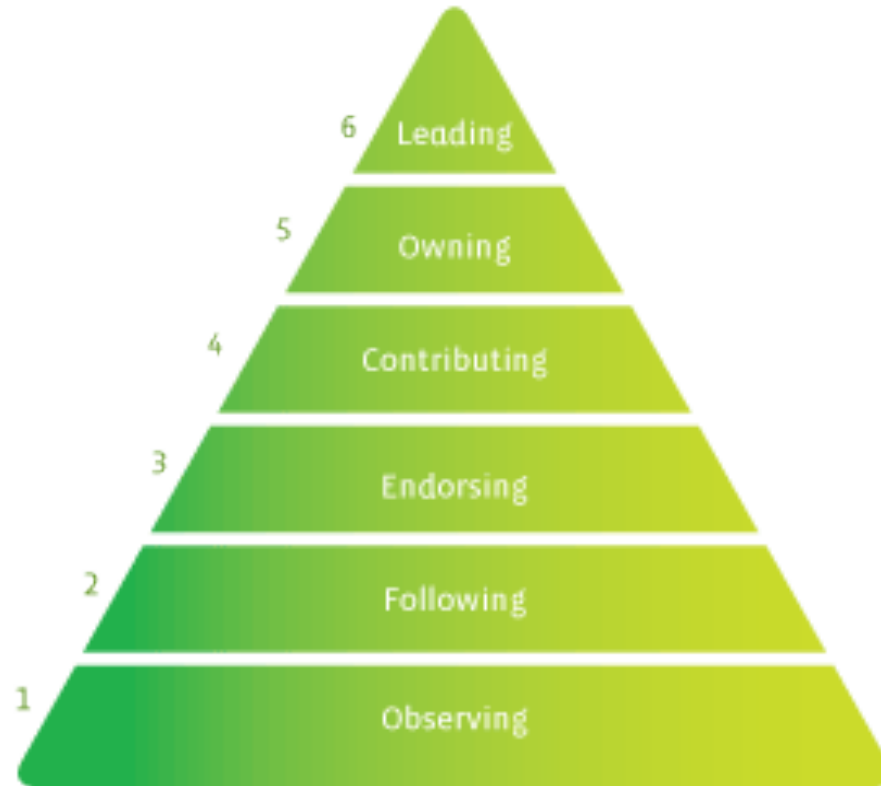 6 Leading
5 Owning
4 Contributing
3 Endorsing
2 Following
1 Observing